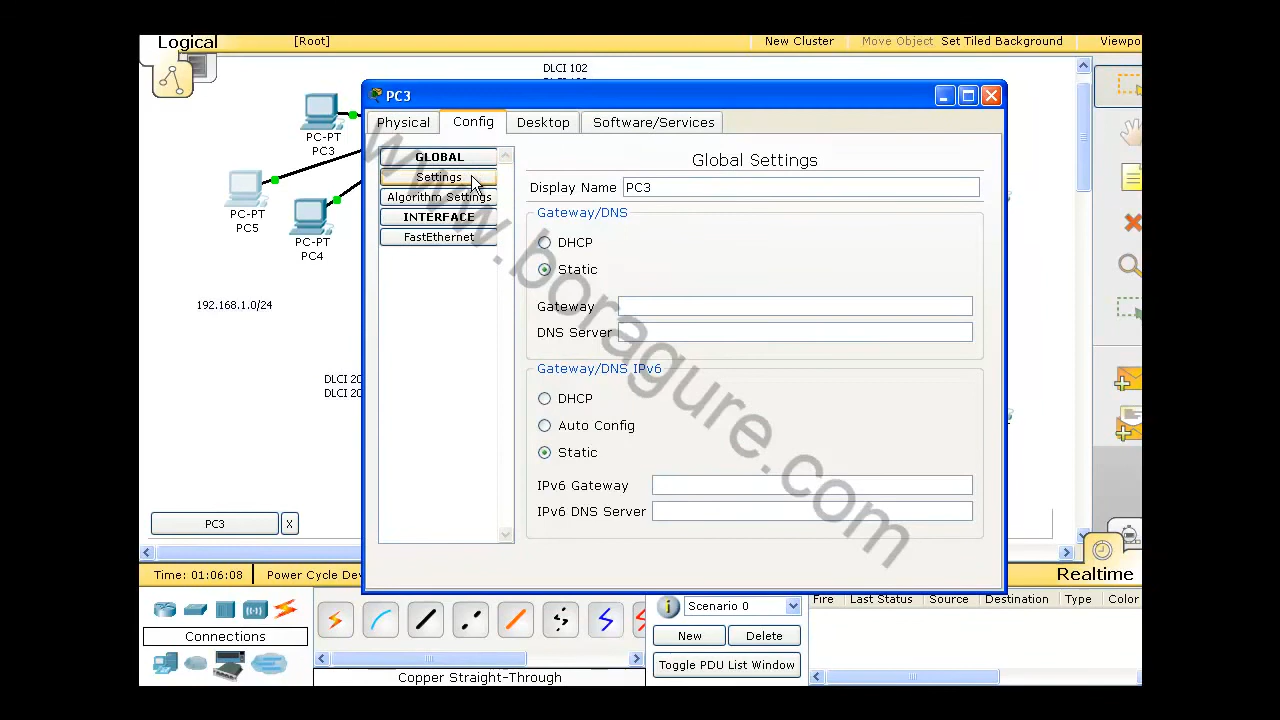 Logical
[Root]
New Cluster
Move Object
Set Tiled Background
Viewpo
DLCI 102
PC-PT
PC3
PC-PT
PC5
PC-PT
PC4
192.168.1.0/24
DLCI 20
DLCI 20
PC3
X
PC3
Physical
Config
Desktop
Software/Services
GLOBAL
Settings
Algorithm Settings
INTERFACE
FastEthernet
Global Settings
Display Name PC3
Gateway/DNS
DHCP
Static
Gateway
DNS Server
Gateway/DNS IPv6
DHCP
Auto Config
Static
IPv6 Gateway
IPv6 DNS Server
www.boragure.com
Time: 01:06:08
Power Cycle Dev
Realtime
Connections
Copper Straight-Through
Scenario 0
New
Delete
Toggle PDU List Window
Fire
Last Status
Source
Destination
Type
Color